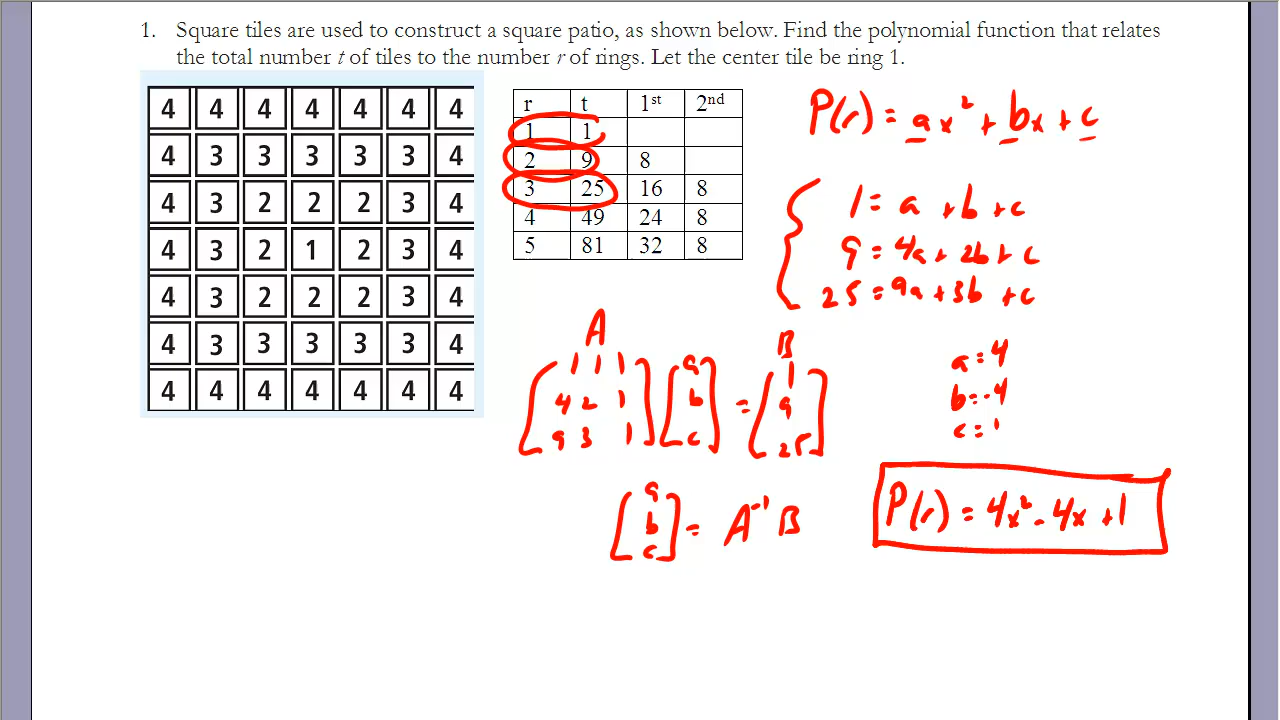 1. Square tiles are used to construct a square patio, as shown below. Find the polynomial function that relates
the total number t of tiles to the number r of rings. Let the center tile be ring 1.
4 4 4 4 4 4 4
4 3 3 3 3 3 4
4 3 2 2 2 3 4
4 3 2 1 2 3 4
4 3 2 2 2 3 4
4 3 3 3 3 3 4
4 4 4 4 4 4 4
r t 1st 2nd
1 1
2 9 8
3 25 16 8
4 49 24 8
5 81 32 8
P(r) = ax² + bx + c
1 = a + b + c
9 = 4a + 2b + c
25 = 9a + 3b + c
A B
1 1 1 a 1
4 2 1 b = 9
9 3 1 c 25
a = 4
b = -4
c = 1
a
b = A⁻¹ B
c
P(r) = 4x² - 4x + 1